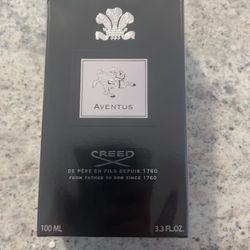 AVENTUS
CREED
DE PÈRE EN FILS DEPUIS 1760
FROM FATHER TO SON SINCE 1760
100 ML 3.3 FL.OZ.